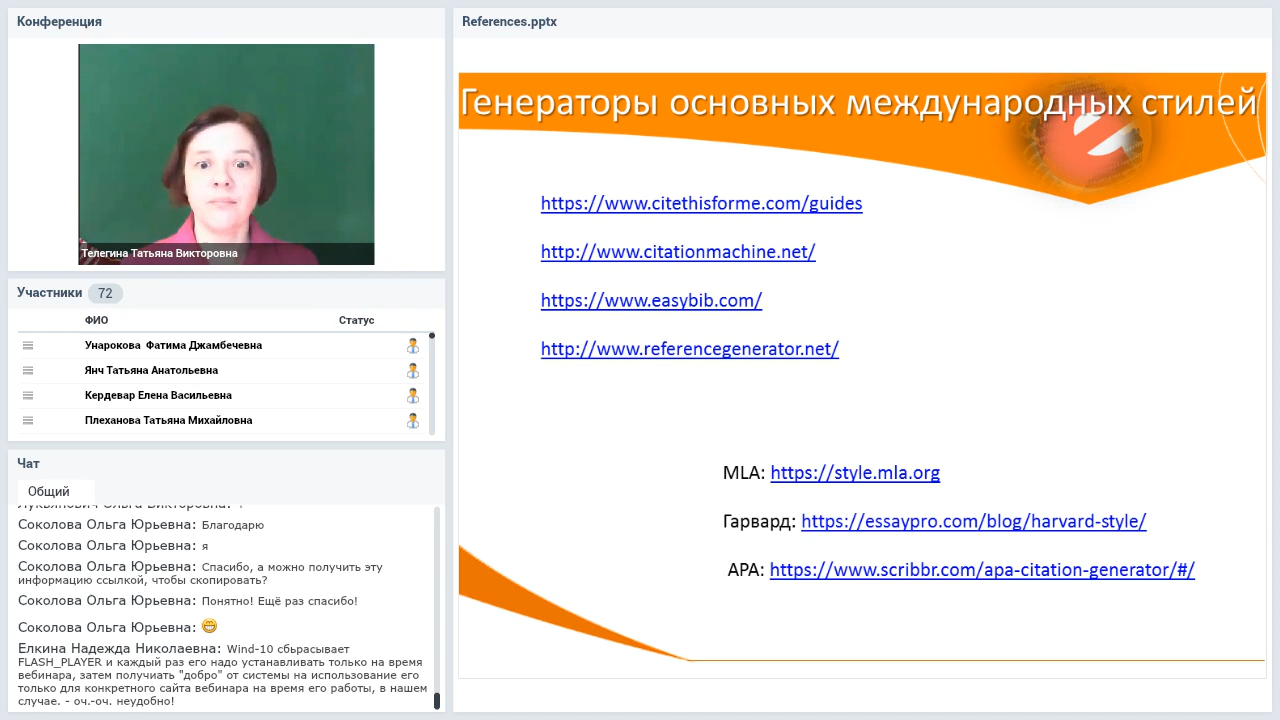 Конференция
Телегина Татьяна Викторовна
Участники 72
ФИО Статус
Унарокова Фатима Джамбечевна
Янч Татьяна Анатольевна
Кердевар Елена Васильевна
Плеханова Татьяна Михайловна
Чат
Общий
Соколова Ольга Юрьевна: Благодарю
Соколова Ольга Юрьевна: я
Соколова Ольга Юрьевна: Спасибо, а можно получить эту
информацию ссылкой, чтобы скопировать?
Соколова Ольга Юрьевна: Понятно! Ещё раз спасибо!
Соколова Ольга Юрьевна:
Елкина Надежда Николаевна: Wind-10 сбьрасывает
FLASH_PLAYER и каждый раз его надо устанавливать только на время
вебинара, затем получиать "добро" от системы на использование его
только для конкретного сайта вебинара на время его работы, в нашем
случае. - оч.-оч. неудобно!
References.pptx
Генераторы основных международных стилей
https://www.citethisforme.com/guides
http://www.citationmachine.net/
https://www.easybib.com/
http://www.referencegenerator.net/
MLA: https://style.mla.org
Гарвард: https://essaypro.com/blog/harvard-style/
APA: https://www.scribbr.com/apa-citation-generator/#/